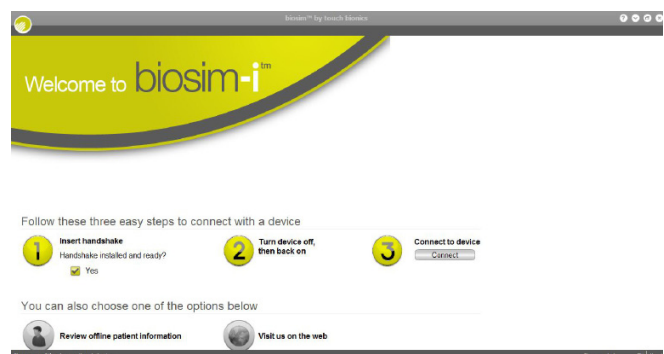 biosim™ by touch bionics
Welcome to biosim-i™
Follow these three easy steps to connect with a device
1
Insert handshake
Handshake installed and ready?
Yes
2
Turn device off,
then back on
3
Connect to device
Connect
You can also choose one of the options below
Review offline patient information
Visit us on the web